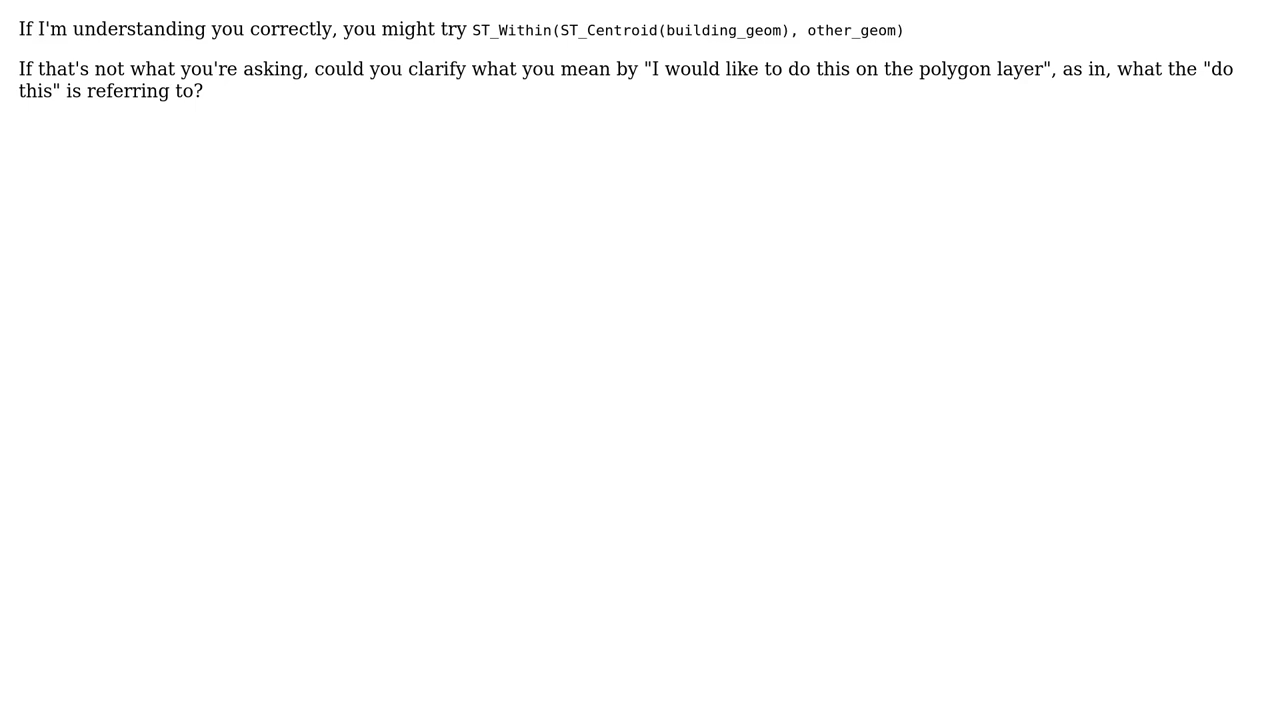 If I'm understanding you correctly, you might try ST_Within(ST_Centroid(building_geom), other_geom)
If that's not what you're asking, could you clarify what you mean by "I would like to do this on the polygon layer", as in, what the "do
this" is referring to?